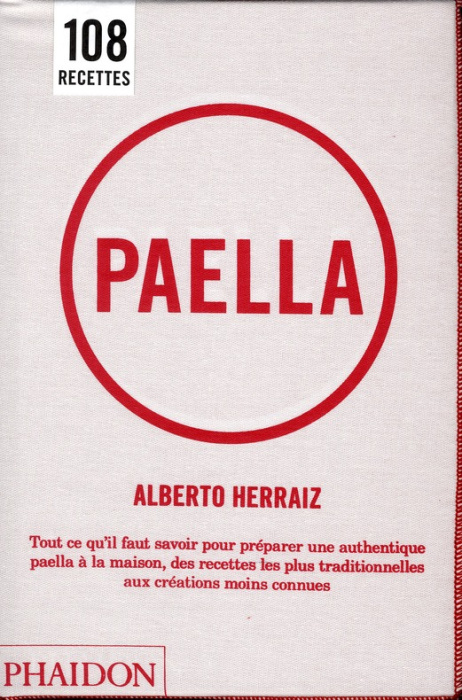 108
RECETTES
PAELLA
ALBERTO HERRAIZ
Tout ce qu'il faut savoir pour préparer une authentique
paella à la maison, des recettes les plus traditionnelles
aux créations moins connues
PHAIDON